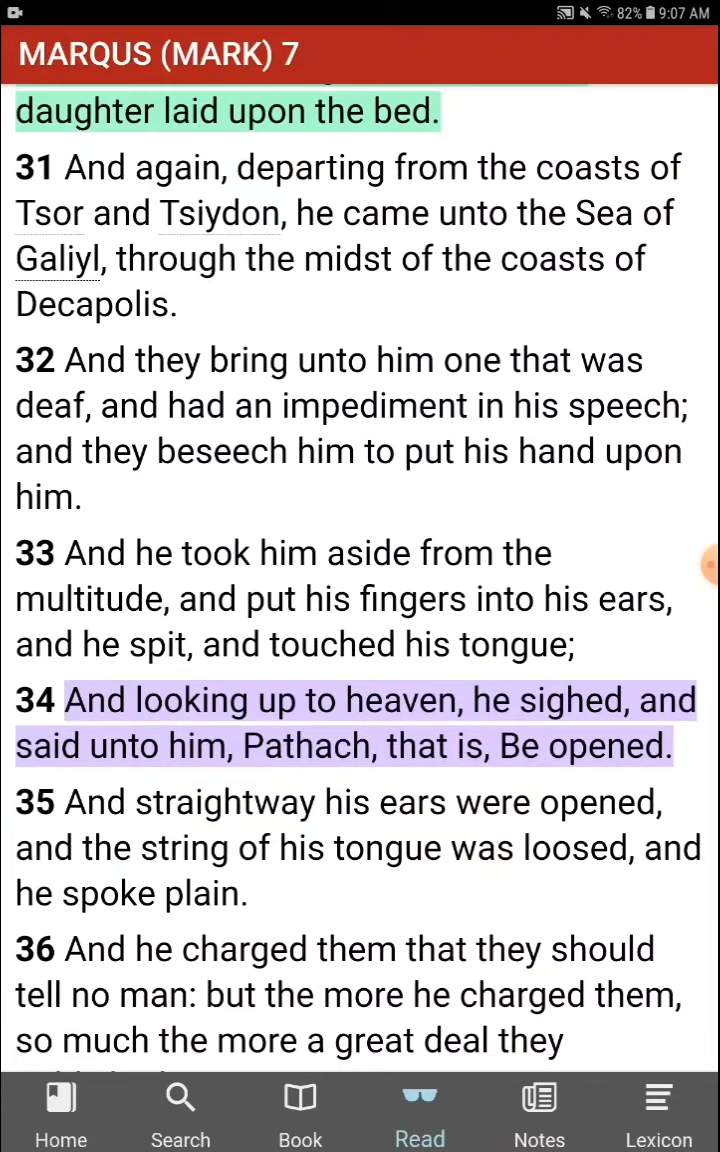 82% 9:07 AM
MARQUS (MARK) 7
daughter laid upon the bed.
31 And again, departing from the coasts of
Tsor and Tsiydon, he came unto the Sea of
Galiyl, through the midst of the coasts of
Decapolis.
32 And they bring unto him one that was
deaf, and had an impediment in his speech;
and they beseech him to put his hand upon
him.
33 And he took him aside from the
multitude, and put his fingers into his ears,
and he spit, and touched his tongue;
34 And looking up to heaven, he sighed, and
said unto him, Pathach, that is, Be opened.
35 And straightway his ears were opened,
and the string of his tongue was loosed, and
he spoke plain.
36 And he charged them that they should
tell no man: but the more he charged them,
so much the more a great deal they
Home Search Book Read Notes Lexicon